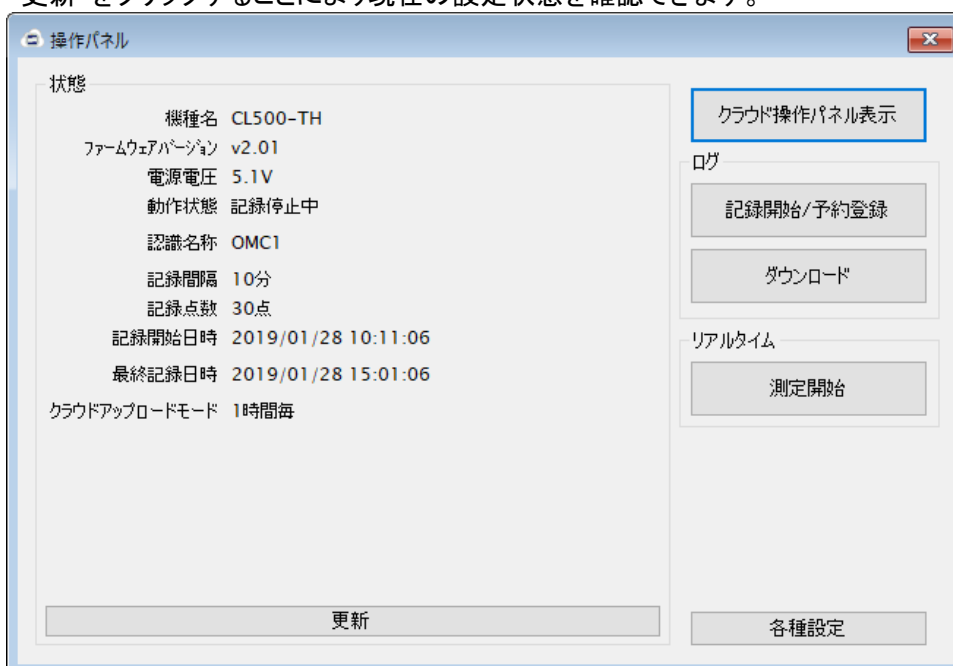 更新 をクリックすることにより現在の設定状態を確認できます。
操作パネル
状態
機種名 CL500-TH
ファームウェアバージョン v2.01
電源電圧 5.1V
動作状態 記録停止中
認識名称 OMC1
記録間隔 10分
記録点数 30点
記録開始日時 2019/01/28 10:11:06
最終記録日時 2019/01/28 15:01:06
クラウドアップロードモード 1時間毎
更新
クラウド操作パネル表示
ログ
記録開始/予約登録
ダウンロード
リアルタイム
測定開始
各種設定